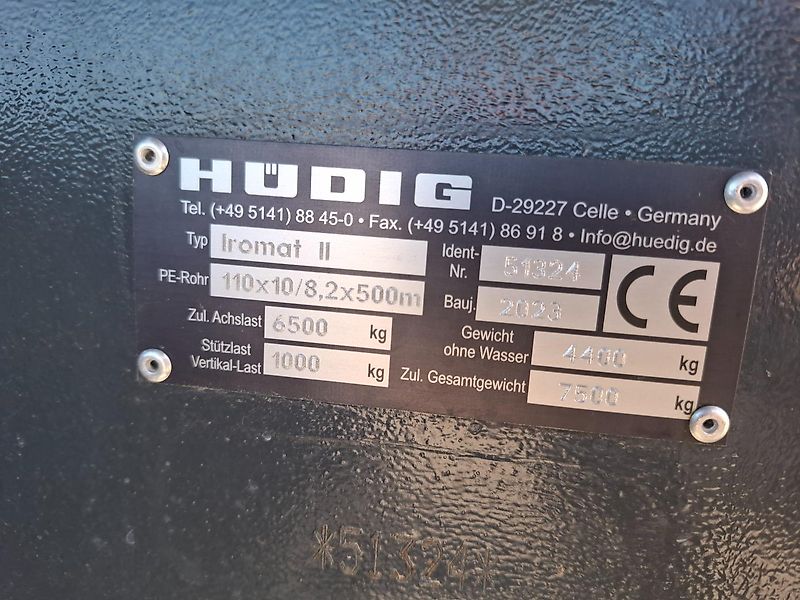 HÜDIG D-29227 Celle • Germany
Tel. (+49 5141) 88 45-0 • Fax. (+49 5141) 86 91 8 • Info@huedig.de
Typ Iromat II
PE-Rohr 110x10/8,2x500m
Zul. Achslast 6500 kg
Stützlast
Vertikal-Last 1000 kg
Ident-
Nr. 51324
Bauj. 2023
CE
Gewicht
ohne Wasser 4400 kg
Zul. Gesamtgewicht 7500 kg
*51324*